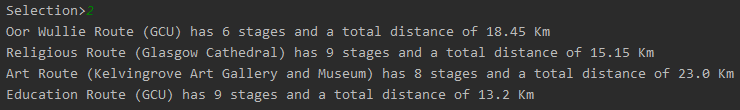 Selection>2
Oor Wullie Route (GCU) has 6 stages and a total distance of 18.45 Km
Religious Route (Glasgow Cathedral) has 9 stages and a total distance of 15.15 Km
Art Route (Kelvingrove Art Gallery and Museum) has 8 stages and a total distance of 23.0 Km
Education Route (GCU) has 9 stages and a total distance of 13.2 Km